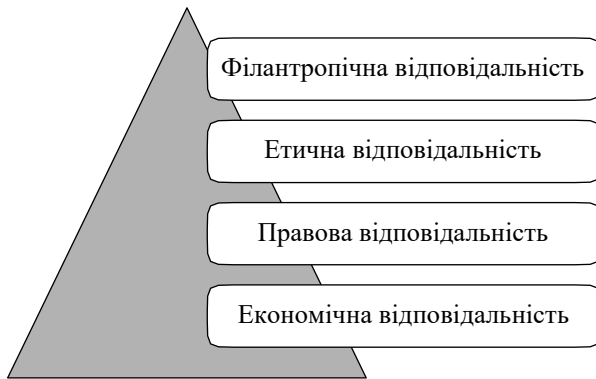 Філантропічна відповідальність
Етична відповідальність
Правова відповідальність
Економічна відповідальність